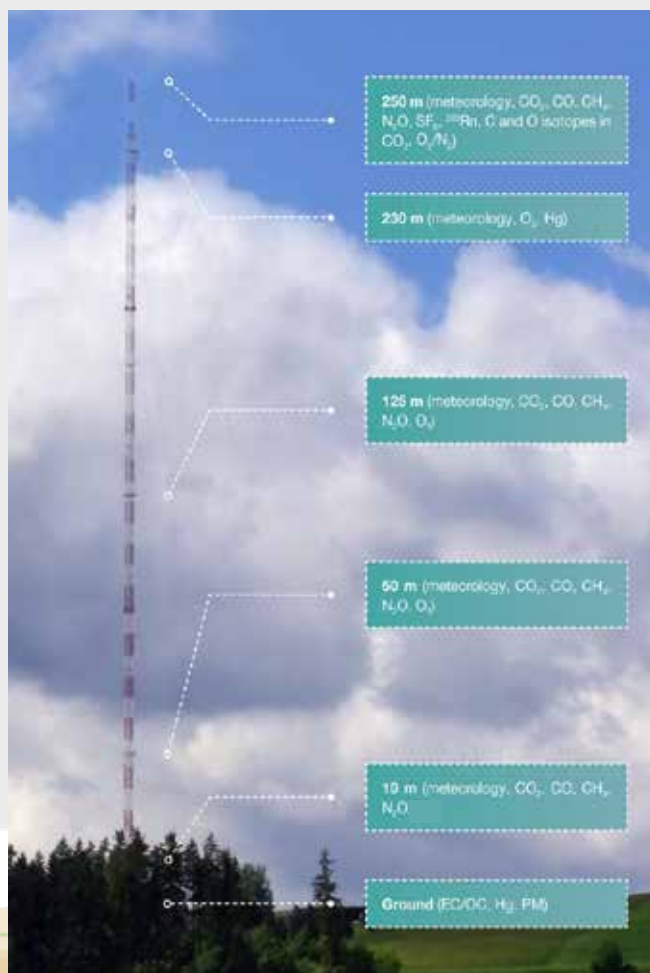 250 m (meteorology, CO₂, CO, CH₄,
N₂O, SF₆, ²²²Rn, C and O isotopes in
CO₂, O₂/N₂)
230 m (meteorology, O₃, Hg)
125 m (meteorology, CO₂, CO, CH₄,
N₂O, O₃)
50 m (meteorology, CO₂, CO, CH₄,
N₂O, O₃)
10 m (meteorology, CO₂, CO, CH₄,
N₂O
Ground (EC/OC, Hg, PM)